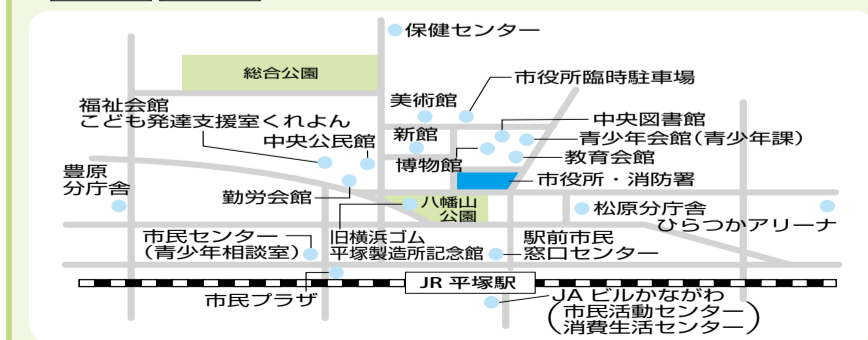 保健センター
総合公園
市役所臨時駐車場
美術館
福祉会館
こども発達支援室くれよん
中央図書館
新館
青少年会館(青少年課)
中央公民館
博物館
教育会館
豊原
分庁舎
市役所・消防署
勤労会館
八幡山
公園
松原分庁舎
ひらつかアリーナ
市民センター
(青少年相談室)
旧横浜ゴム
平塚製造所記念館
駅前市民
窓口センター
JR 平塚駅
市民プラザ
JA ビルかながわ
(市民活動センター
消費生活センター)